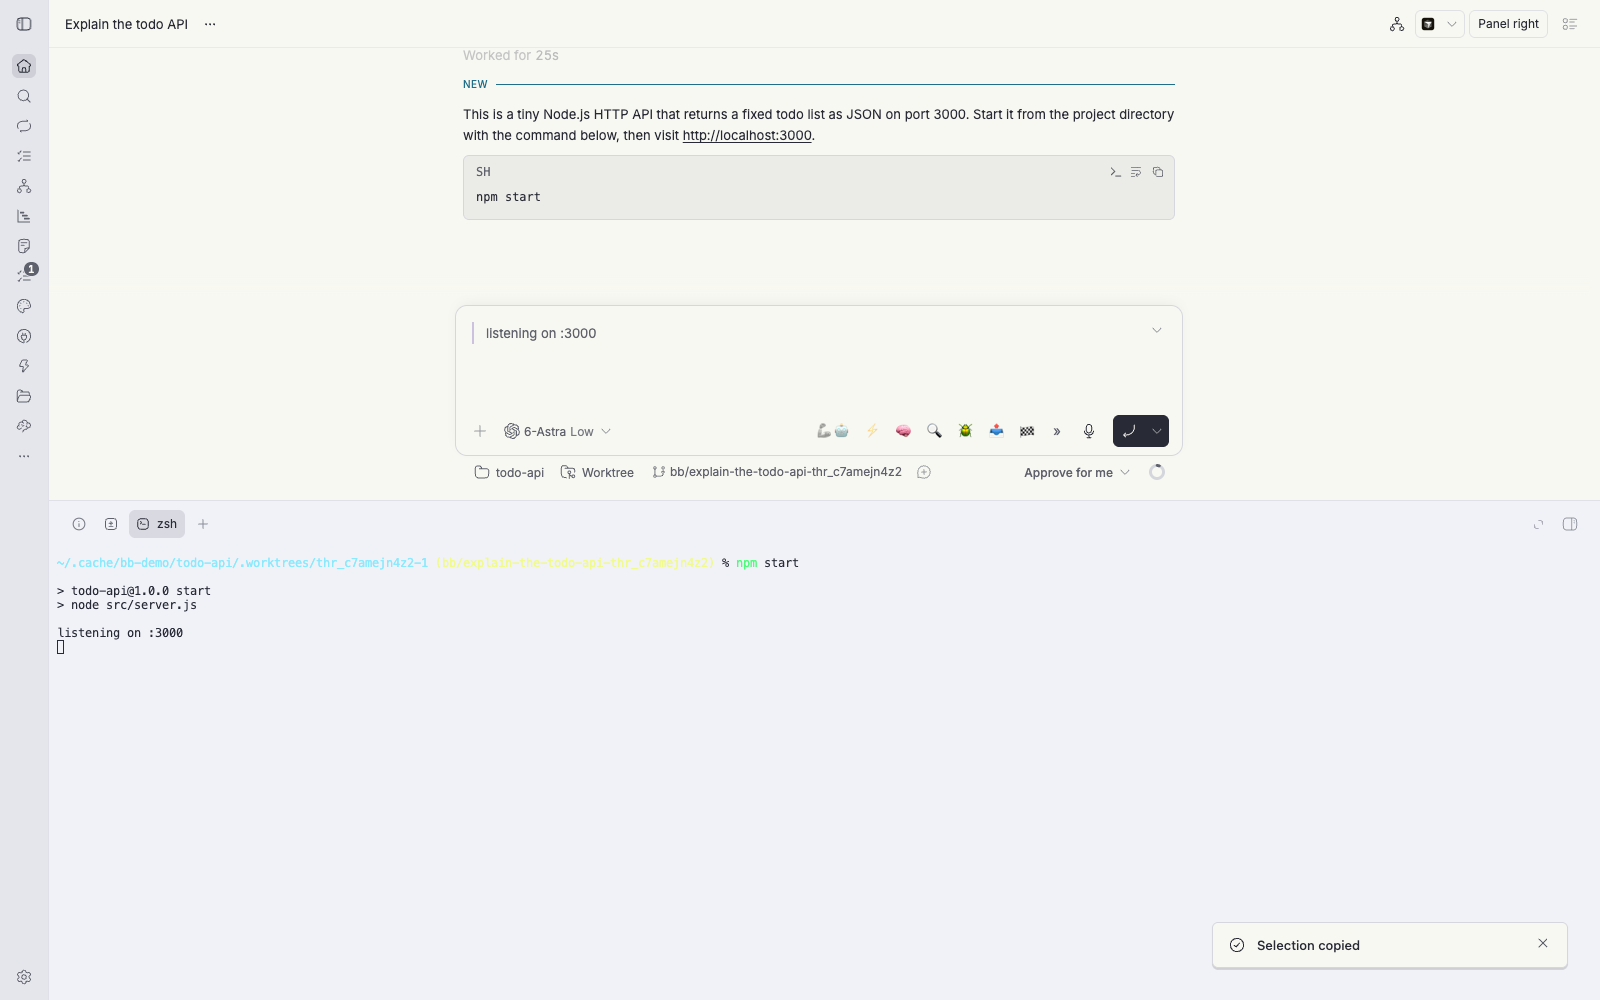 Explain the todo API
Panel right
Worked for 25s
NEW
This is a tiny Node.js HTTP API that returns a fixed todo list as JSON on port 3000. Start it from the project directory
with the command below, then visit http://localhost:3000.
SH
npm start
1
listening on :3000
6-Astra Low
todo-api
Worktree
bb/explain-the-todo-api-thr_c7amejn4z2
Approve for me
zsh
~/.cache/bb-demo/todo-api/.worktrees/thr_c7amejn4z2-1 (bb/explain-the-todo-api-thr_c7amejn4z2) % npm start
> todo-api@1.0.0 start
> node src/server.js
listening on :3000
Selection copied